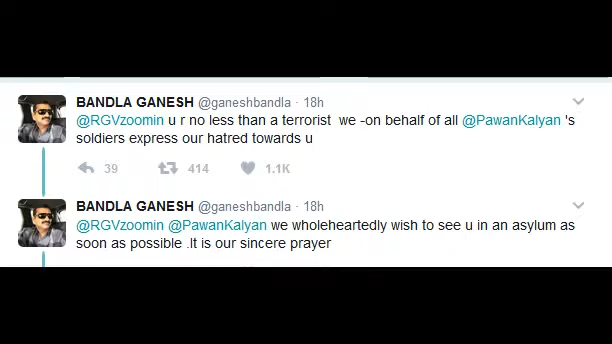 BANDLA GANESH @ganeshbandla · 18h
@RGVzoomin u r no less than a terrorist we -on behalf of all @PawanKalyan 's
soldiers express our hatred towards u
39 414 1.1K
BANDLA GANESH @ganeshbandla · 18h
@RGVzoomin @PawanKalyan we wholeheartedly wish to see u in an asylum as
soon as possible .It is our sincere prayer